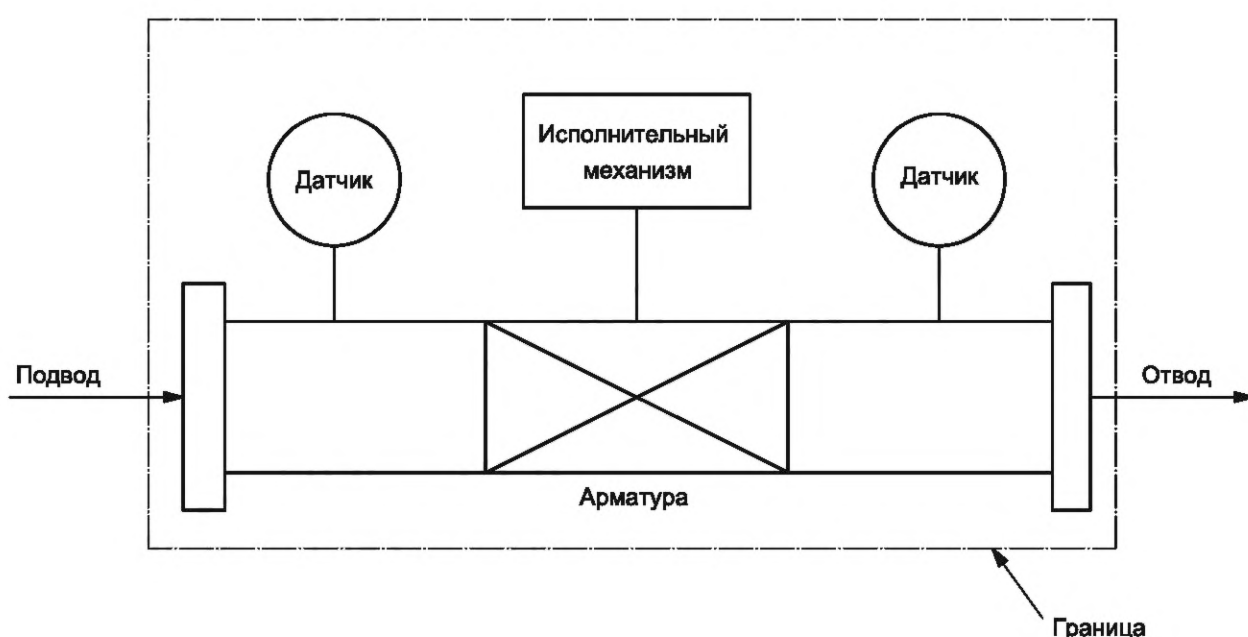 Датчик
Исполнительный
механизм
Датчик
Подвод
Отвод
Арматура
Граница